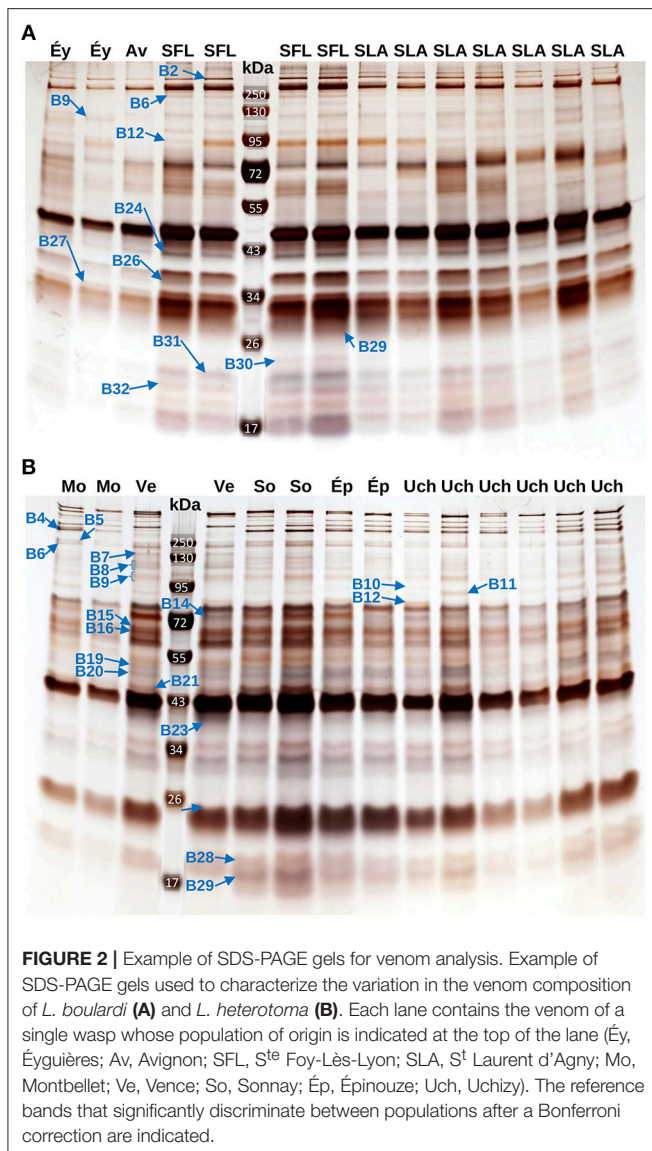 A
Éy Éy Av SFL SFL SFL SFL SLA SLA SLA SLA SLA SLA SLA
B2
kDa
B9
B6
250
130
B12
95
72
55
B24
43
B27
B26
34
B31
26
B29
B30
B32
17
B
Mo Mo Ve Ve So So Ép Ép Uch Uch Uch Uch Uch Uch
kDa
B4 B5
B6
250
B7
130
B8
B9
95
B10
B11
B12
B14
B15
72
B16
55
B19
B20
B21
43
B23
34
26
B28
17
B29
FIGURE 2 | Example of SDS-PAGE gels for venom analysis. Example of
SDS-PAGE gels used to characterize the variation in the venom composition
of L. boulardi (A) and L. heterotoma (B). Each lane contains the venom of a
single wasp whose population of origin is indicated at the top of the lane (Éy,
Éyguières; Av, Avignon; SFL, Ste Foy-Lès-Lyon; SLA, St Laurent d'Agny; Mo,
Montbellet; Ve, Vence; So, Sonnay; Ép, Épinouze; Uch, Uchizy). The reference
bands that significantly discriminate between populations after a Bonferroni
correction are indicated.